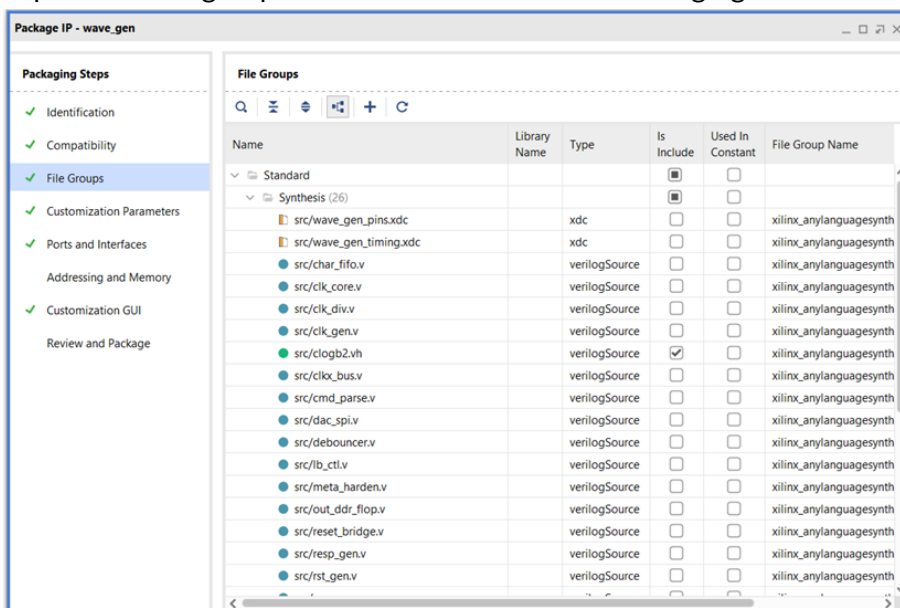 Package IP - wave_gen
Packaging Steps
Identification
Compatibility
File Groups
Customization Parameters
Ports and Interfaces
Addressing and Memory
Customization GUI
Review and Package
File Groups
Name Library Name Type Is Include Used In Constant File Group Name
Standard
Synthesis (26)
src/wave_gen_pins.xdc xdc xilinx_anylanguagesynth
src/wave_gen_timing.xdc xdc xilinx_anylanguagesynth
src/char_fifo.v verilogSource xilinx_anylanguagesynth
src/clk_core.v verilogSource xilinx_anylanguagesynth
src/clk_div.v verilogSource xilinx_anylanguagesynth
src/clk_gen.v verilogSource xilinx_anylanguagesynth
src/clogb2.vh verilogSource xilinx_anylanguagesynth
src/clkx_bus.v verilogSource xilinx_anylanguagesynth
src/cmd_parse.v verilogSource xilinx_anylanguagesynth
src/dac_spi.v verilogSource xilinx_anylanguagesynth
src/debouncer.v verilogSource xilinx_anylanguagesynth
src/lb_ctl.v verilogSource xilinx_anylanguagesynth
src/meta_harden.v verilogSource xilinx_anylanguagesynth
src/out_ddr_flop.v verilogSource xilinx_anylanguagesynth
src/reset_bridge.v verilogSource xilinx_anylanguagesynth
src/resp_gen.v verilogSource xilinx_anylanguagesynth
src/rst_gen.v verilogSource xilinx_anylanguagesynth